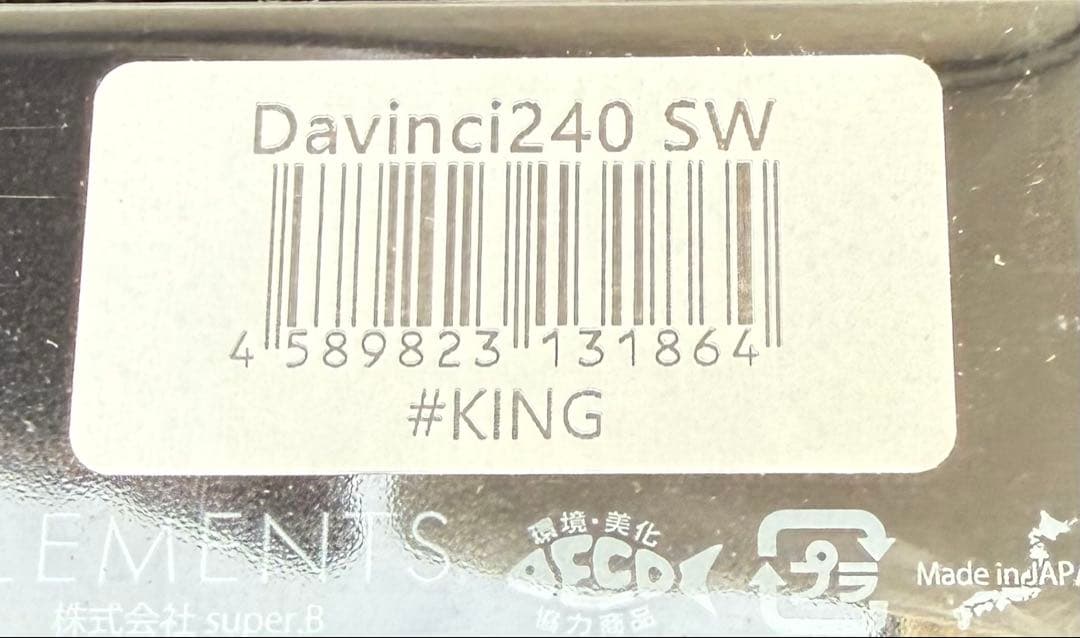 Davinci240 SW
4 589823 131864
#KING
LEMENTS
株式会社 super.B
環境・美化
AECO
協力商品
プラ
Made in JAPA